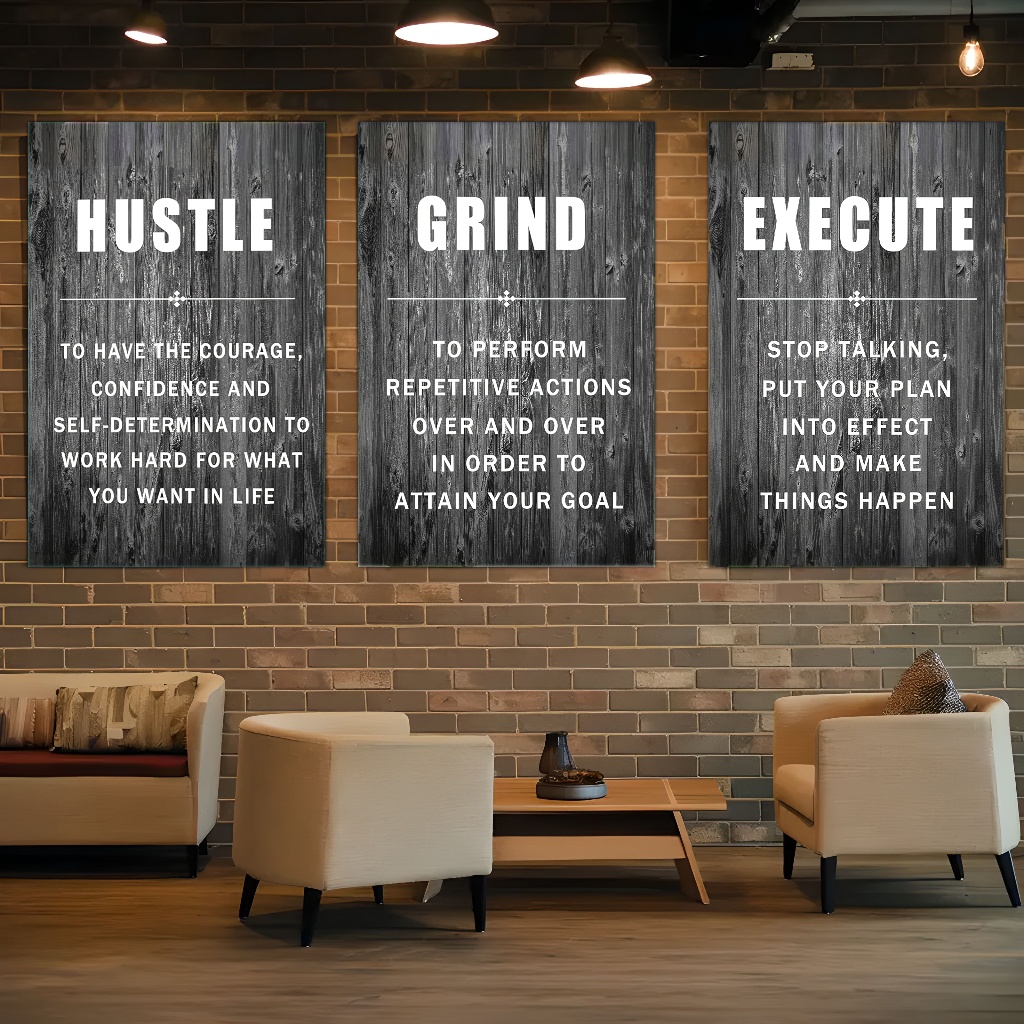 HUSTLE
TO HAVE THE COURAGE,
CONFIDENCE AND
SELF-DETERMINATION TO
WORK HARD FOR WHAT
YOU WANT IN LIFE
GRIND
TO PERFORM
REPETITIVE ACTIONS
OVER AND OVER
IN ORDER TO
ATTAIN YOUR GOAL
EXECUTE
STOP TALKING,
PUT YOUR PLAN
INTO EFFECT
AND MAKE
THINGS HAPPEN